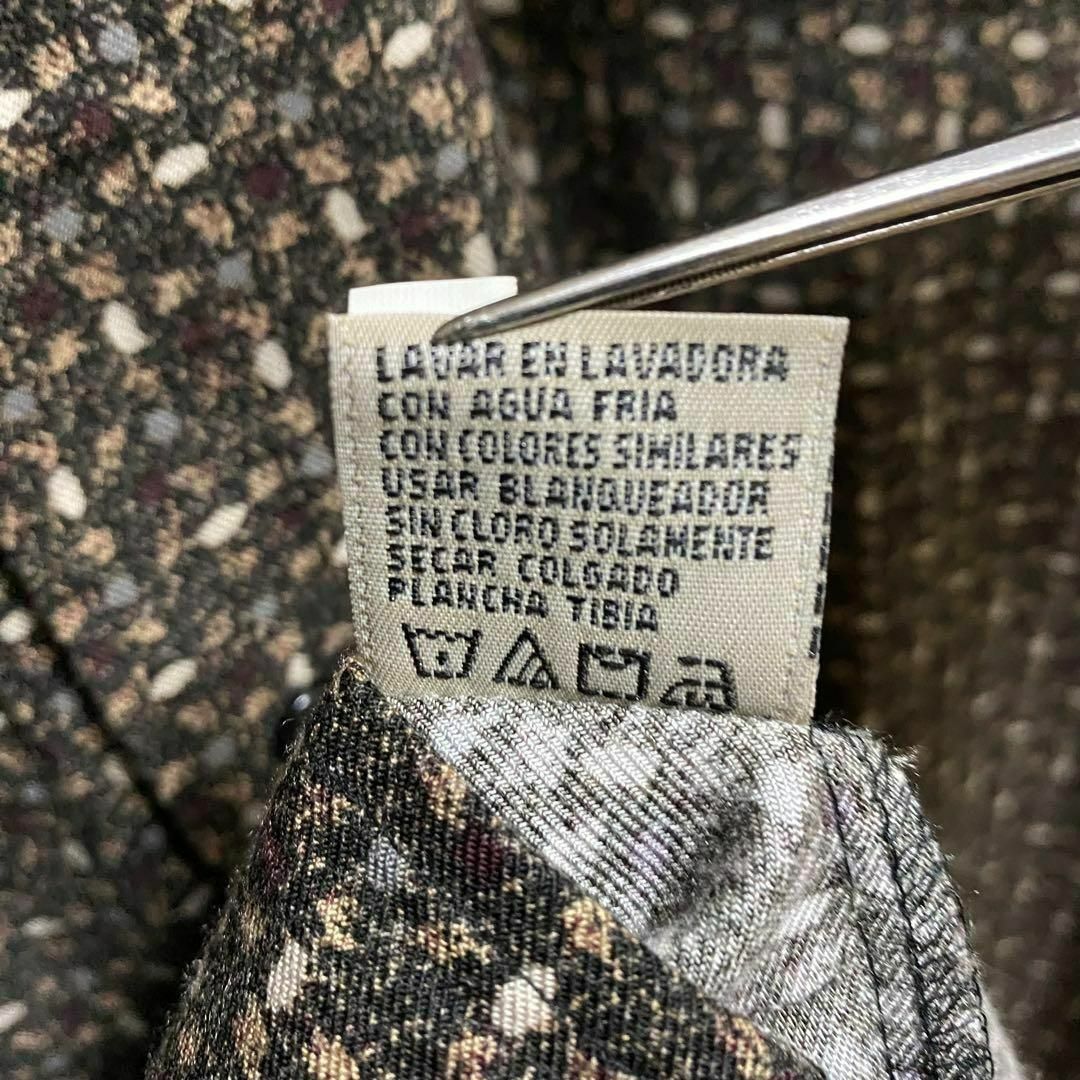 LAVAR EN LAVADORA
CON AGUA FRIA
CON COLORES SIMILARES
USAR BLANQUEADOR
SIN CLORO SOLAMENTE
SECAR COLGADO
PLANCHA TIBIA